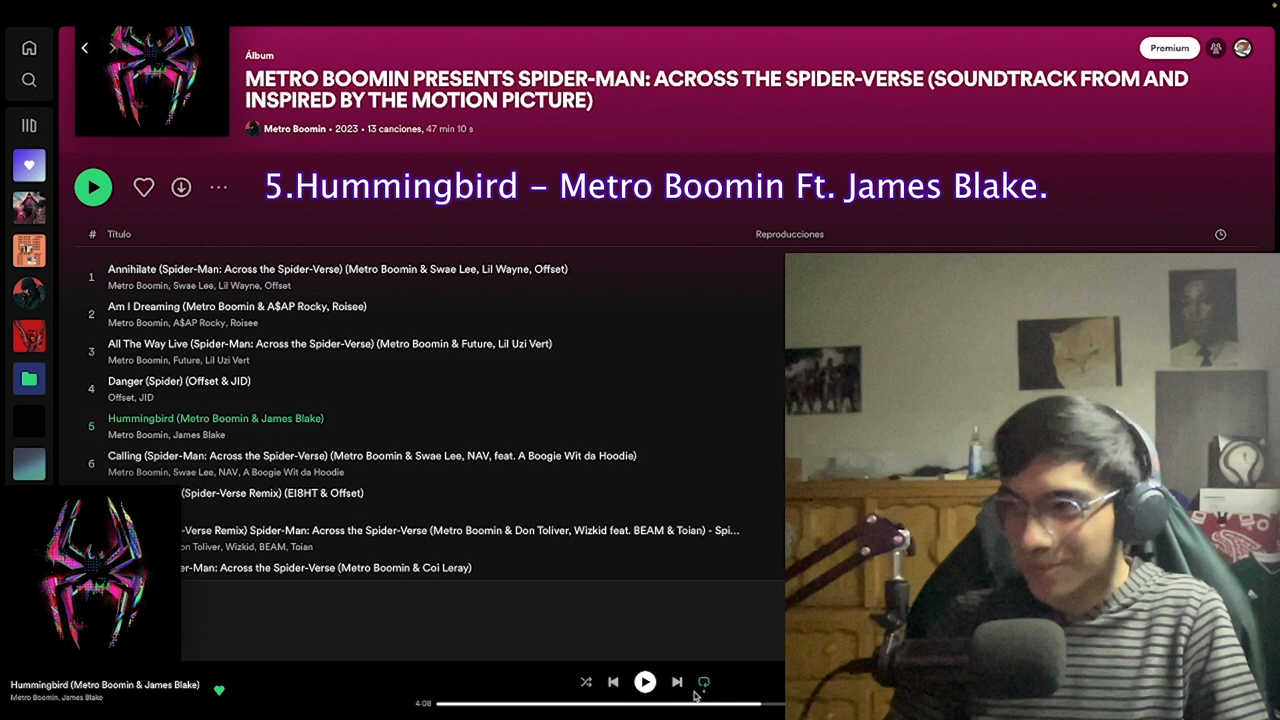 Álbum
METRO BOOMIN PRESENTS SPIDER-MAN: ACROSS THE SPIDER-VERSE (SOUNDTRACK FROM AND
INSPIRED BY THE MOTION PICTURE)
Metro Boomin • 2023 • 13 canciones, 47 min 10 s
Premium
5.Hummingbird - Metro Boomin Ft. James Blake.
# Título Reproducciones
1 Annihilate (Spider-Man: Across the Spider-Verse) (Metro Boomin & Swae Lee, Lil Wayne, Offset)
Metro Boomin, Swae Lee, Lil Wayne, Offset
2 Am I Dreaming (Metro Boomin & A$AP Rocky, Roisee)
Metro Boomin, A$AP Rocky, Roisee
3 All The Way Live (Spider-Man: Across the Spider-Verse) (Metro Boomin & Future, Lil Uzi Vert)
Metro Boomin, Future, Lil Uzi Vert
4 Danger (Spider) (Offset & JID)
Offset, JID
5 Hummingbird (Metro Boomin & James Blake)
Metro Boomin, James Blake
6 Calling (Spider-Man: Across the Spider-Verse) (Metro Boomin & Swae Lee, NAV, feat. A Boogie Wit da Hoodie)
Metro Boomin, Swae Lee, NAV, A Boogie Wit da Hoodie
(Spider-Verse Remix) (EI8HT & Offset)
-Verse Remix) Spider-Man: Across the Spider-Verse (Metro Boomin & Don Toliver, Wizkid feat. BEAM & Toian) - Spi...
on Toliver, Wizkid, BEAM, Toian
er-Man: Across the Spider-Verse (Metro Boomin & Coi Leray)
Hummingbird (Metro Boomin & James Blake)
Metro Boomin, James Blake
4:08